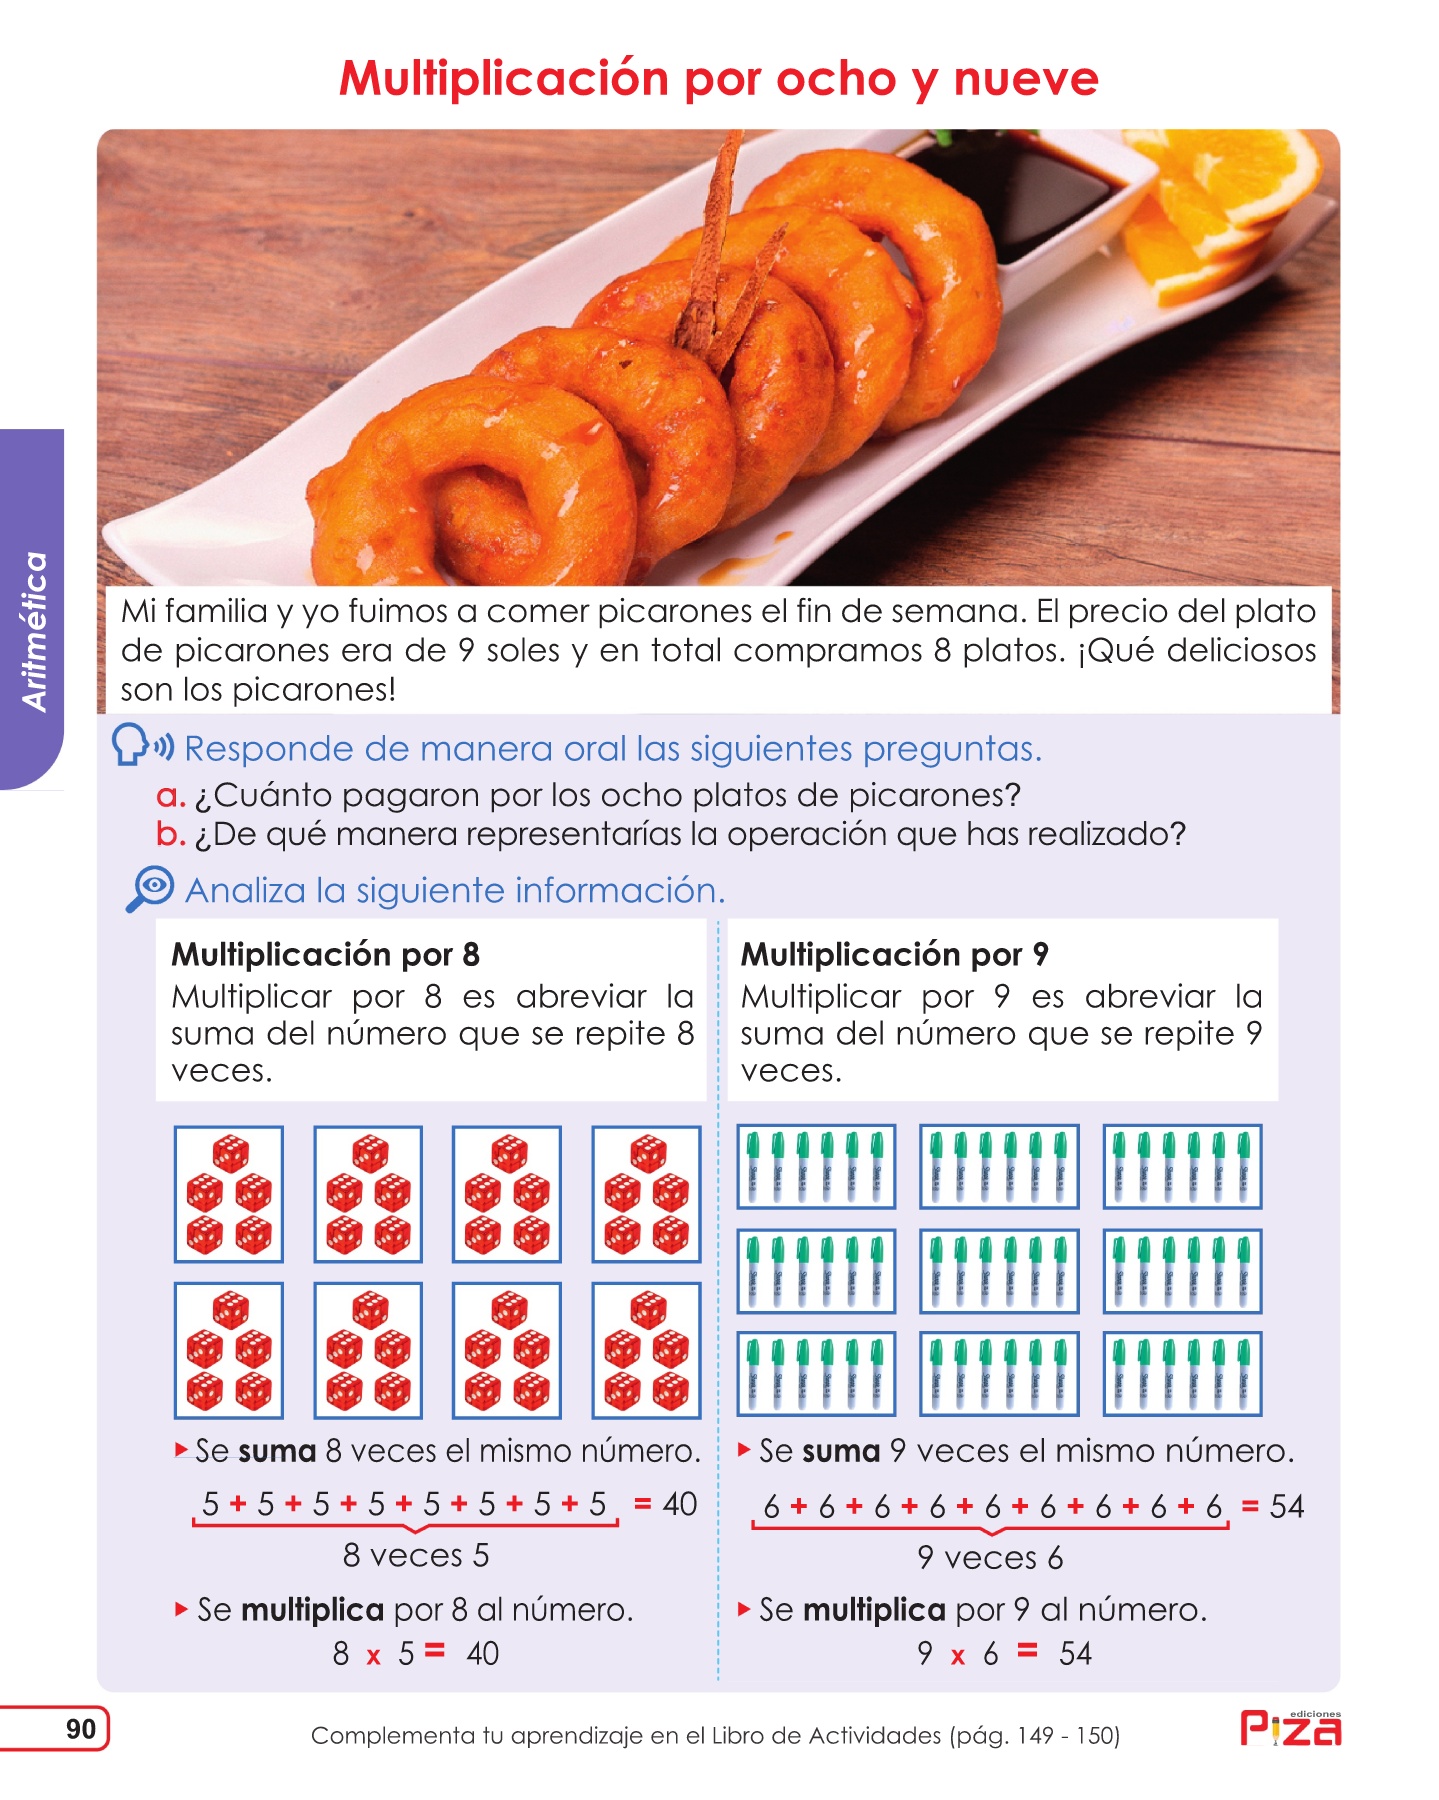 Multiplicación por ocho y nueve
Aritmética
Mi familia y yo fuimos a comer picarones el fin de semana. El precio del plato
de picarones era de 9 soles y en total compramos 8 platos. ¡Qué deliciosos
son los picarones!
Responde de manera oral las siguientes preguntas.
a. ¿Cuánto pagaron por los ocho platos de picarones?
b. ¿De qué manera representarías la operación que has realizado?
Analiza la siguiente información.
Multiplicación por 8
Multiplicar por 8 es abreviar la
suma del número que se repite 8
veces.
Se suma 8 veces el mismo número.
5 + 5 + 5 + 5 + 5 + 5 + 5 + 5 = 40
8 veces 5
Se multiplica por 8 al número.
8 x 5 = 40
Multiplicación por 9
Multiplicar por 9 es abreviar la
suma del número que se repite 9
veces.
Se suma 9 veces el mismo número.
6 + 6 + 6 + 6 + 6 + 6 + 6 + 6 + 6 = 54
9 veces 6
Se multiplica por 9 al número.
9 x 6 = 54
90
Complementa tu aprendizaje en el Libro de Actividades (pág. 149 - 150)
ediciones
Piza